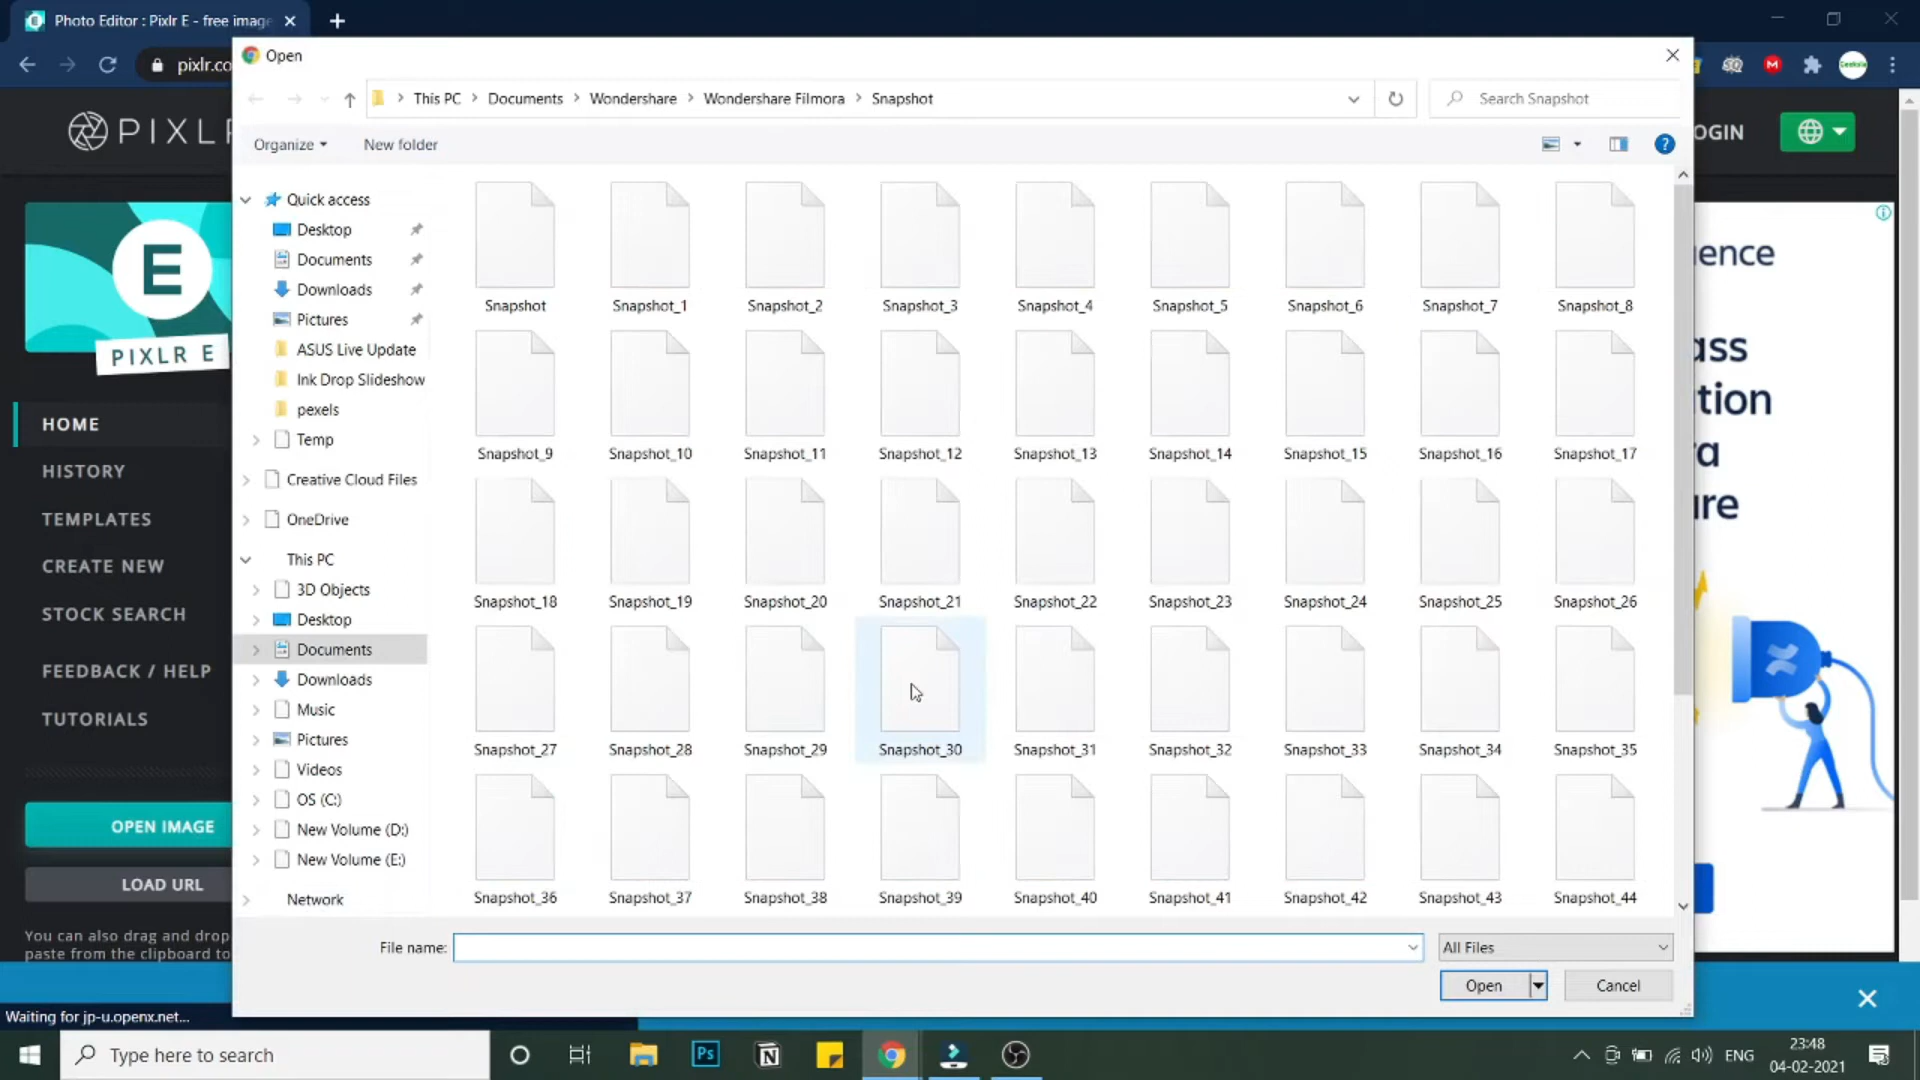 Photo Editor : Pixlr E - free image
pixlr.co
Open
This PC > Documents > Wondershare > Wondershare Filmora > Snapshot
Search Snapshot
Organize
New folder
?
PIXLR
OGIN
E
PIXLR E
HOME
HISTORY
TEMPLATES
CREATE NEW
STOCK SEARCH
FEEDBACK / HELP
TUTORIALS
OPEN IMAGE
LOAD URL
You can also drag and drop
paste from the clipboard to
Waiting for jp-u.openx.net...
Quick access
Desktop
Documents
Downloads
Pictures
ASUS Live Update
Ink Drop Slideshow
pexels
Temp
Creative Cloud Files
OneDrive
This PC
3D Objects
Desktop
Documents
Downloads
Music
Pictures
Videos
OS (C:)
New Volume (D:)
New Volume (E:)
Network
Snapshot Snapshot_1 Snapshot_2 Snapshot_3 Snapshot_4 Snapshot_5 Snapshot_6 Snapshot_7 Snapshot_8
Snapshot_9 Snapshot_10 Snapshot_11 Snapshot_12 Snapshot_13 Snapshot_14 Snapshot_15 Snapshot_16 Snapshot_17
Snapshot_18 Snapshot_19 Snapshot_20 Snapshot_21 Snapshot_22 Snapshot_23 Snapshot_24 Snapshot_25 Snapshot_26
Snapshot_27 Snapshot_28 Snapshot_29 Snapshot_30 Snapshot_31 Snapshot_32 Snapshot_33 Snapshot_34 Snapshot_35
Snapshot_36 Snapshot_37 Snapshot_38 Snapshot_39 Snapshot_40 Snapshot_41 Snapshot_42 Snapshot_43 Snapshot_44
File name:
All Files
Open
Cancel
ience
ass
tion
ra
ire
Type here to search
Ps
ENG
23:48
04-02-2021